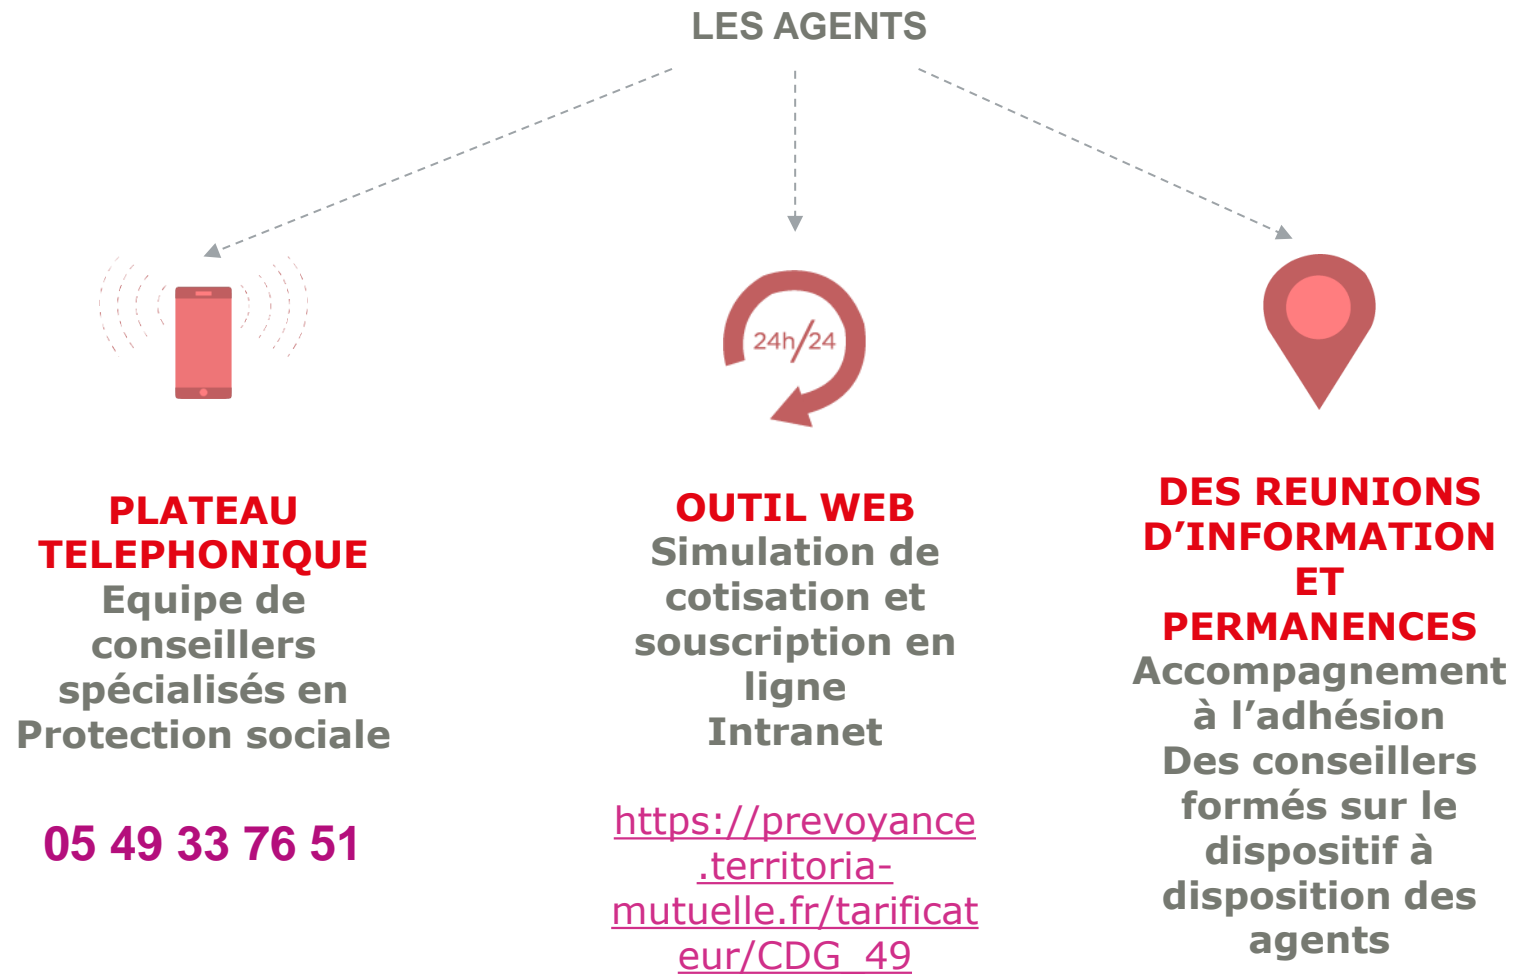 LES AGENTS
24h/24
PLATEAU
TELEPHONIQUE
Equipe de
conseillers
spécialisés en
Protection sociale
05 49 33 76 51
OUTIL WEB
Simulation de
cotisation et
souscription en
ligne
Intranet
https://prevoyance
.territoria-
mutuelle.fr/tarificat
eur/CDG_49
DES REUNIONS
D’INFORMATION
ET
PERMANENCES
Accompagnement
à l’adhésion
Des conseillers
formés sur le
dispositif à
disposition des
agents